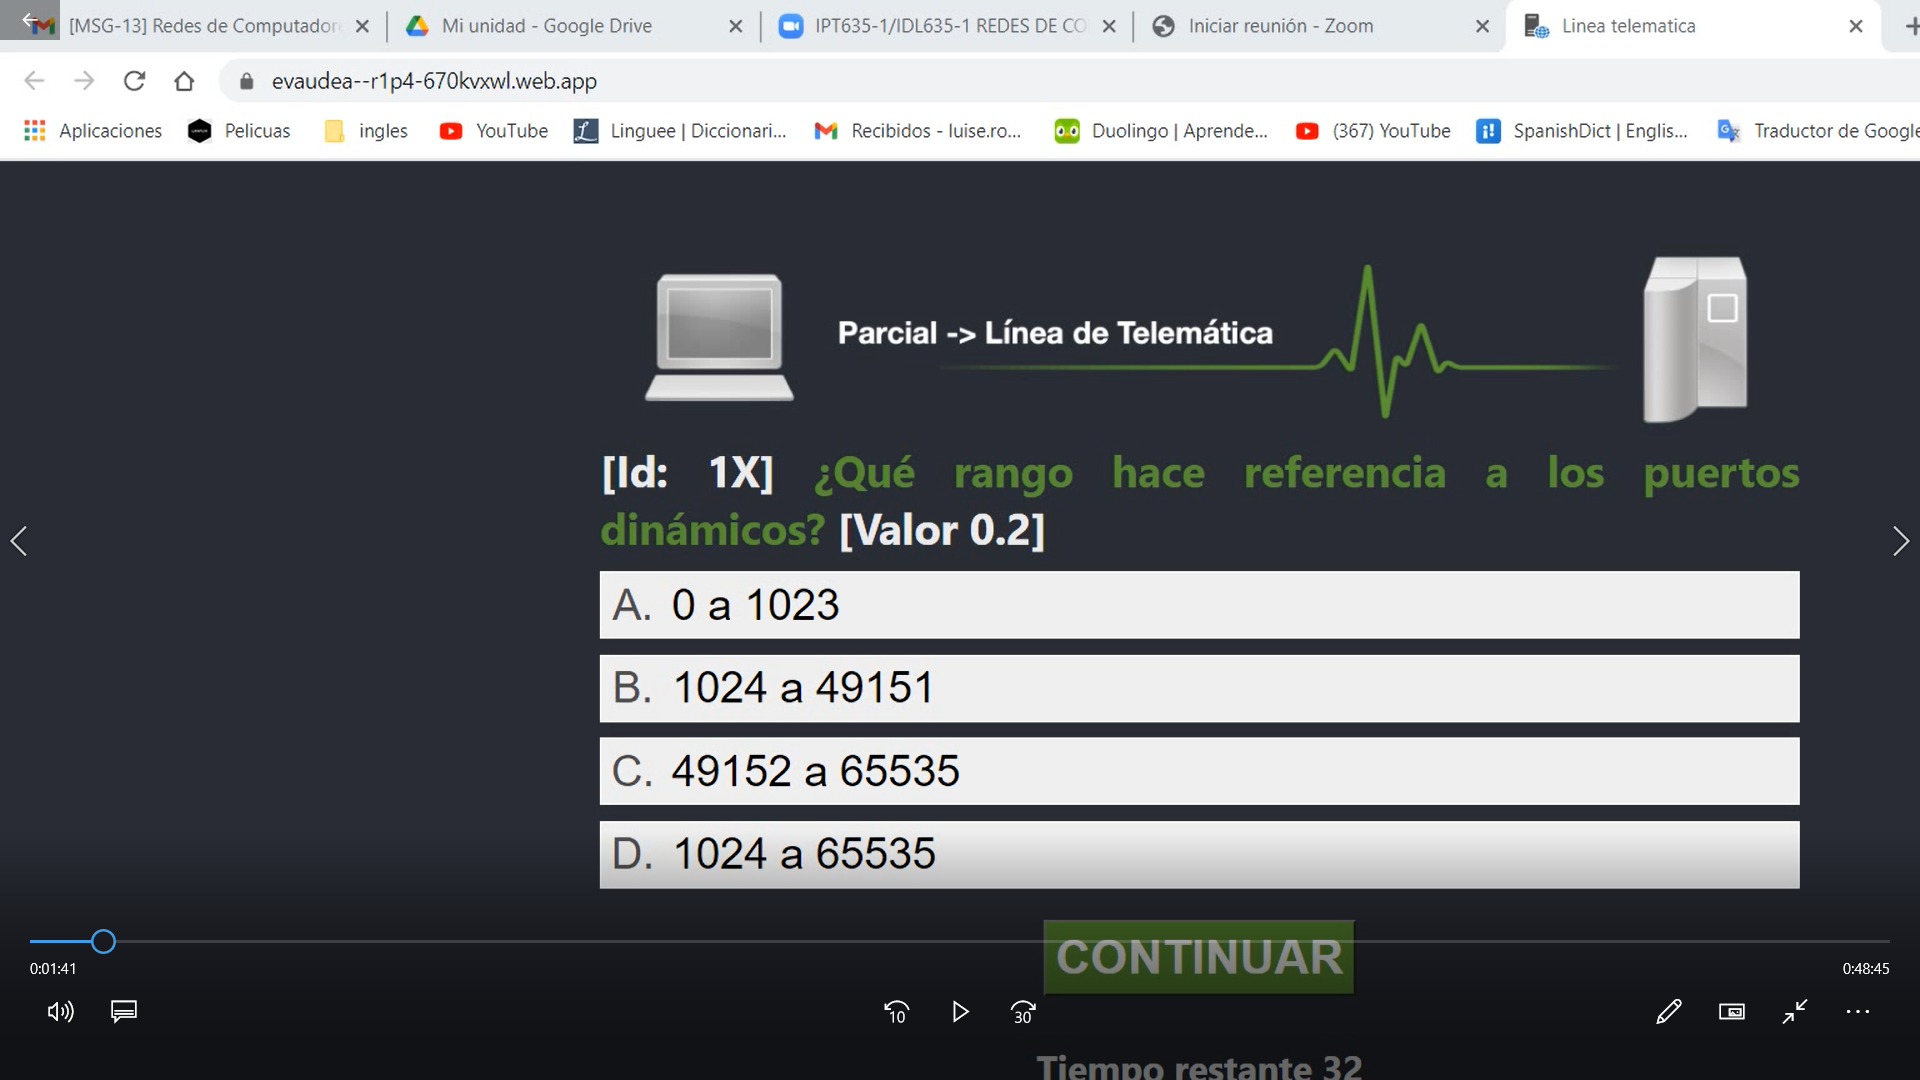 [MSG-13] Redes de Computador
Mi unidad - Google Drive
IPT635-1/IDL635-1 REDES DE CO
Iniciar reunión - Zoom
Linea telematica
evaudea--r1p4-670kvxwl.web.app
Aplicaciones
Pelicuas
ingles
YouTube
Linguee | Diccionari...
Recibidos - luise.ro...
Duolingo | Aprende...
(367) YouTube
SpanishDict | Englis...
Traductor de Google
Parcial -> Línea de Telemática
[Id: 1X] ¿Qué rango hace referencia a los puertos
dinámicos? [Valor 0.2]
A. 0 a 1023
B. 1024 a 49151
C. 49152 a 65535
D. 1024 a 65535
CONTINUAR
0:01:41
0:48:45
10
30
Tiempo restante 32